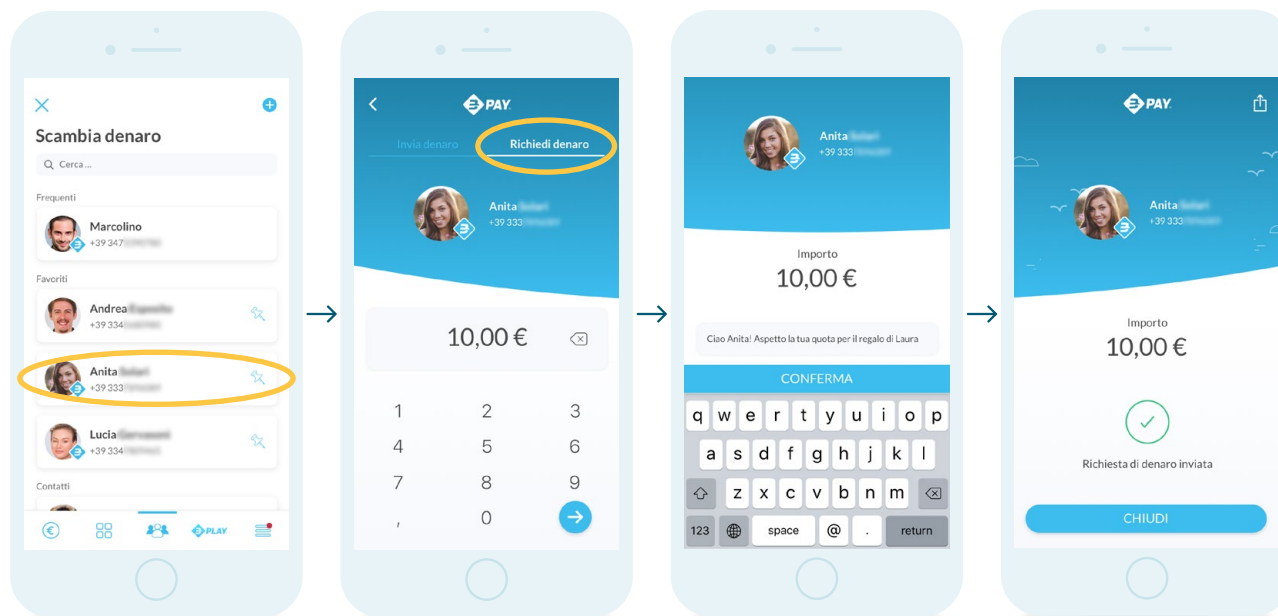 Scambia denaro
Cerca ...
Frequenti
Marcolino
+39 347
Favoriti
Andrea
+39 334
Anita
+39 333
Lucia
+39 334
Contatti
PLAY
PAY
Invia denaro
Richiedi denaro
Anita
+39 333
10,00 €
1 2 3
4 5 6
7 8 9
, 0
Anita
+39 333
Importo
10,00 €
Ciao Anita! Aspetto la tua quota per il regalo di Laura
CONFERMA
q w e r t y u i o p
a s d f g h j k l
z x c v b n m
123 space @ . return
PAY
Anita
+39 333
Importo
10,00 €
Richiesta di denaro inviata
CHIUDI